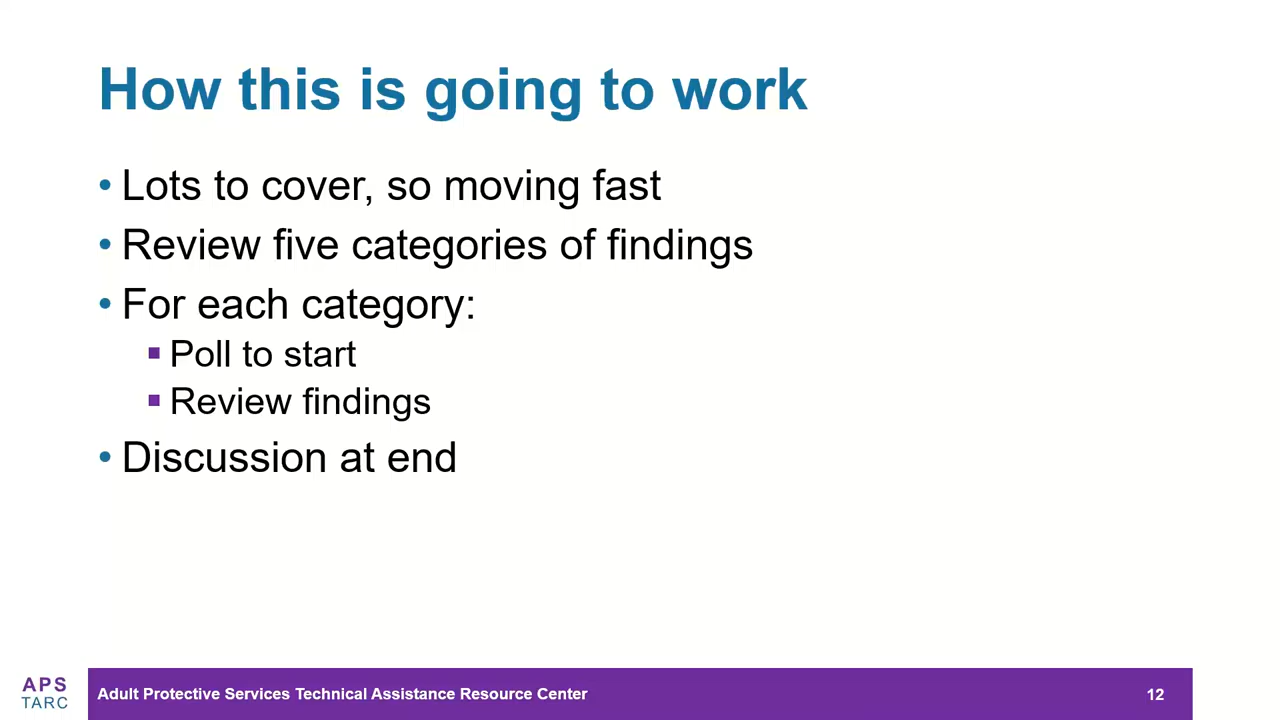 How this is going to work
• Lots to cover, so moving fast
• Review five categories of findings
• For each category:
▪ Poll to start
▪ Review findings
• Discussion at end
APS
TARC
Adult Protective Services Technical Assistance Resource Center
12